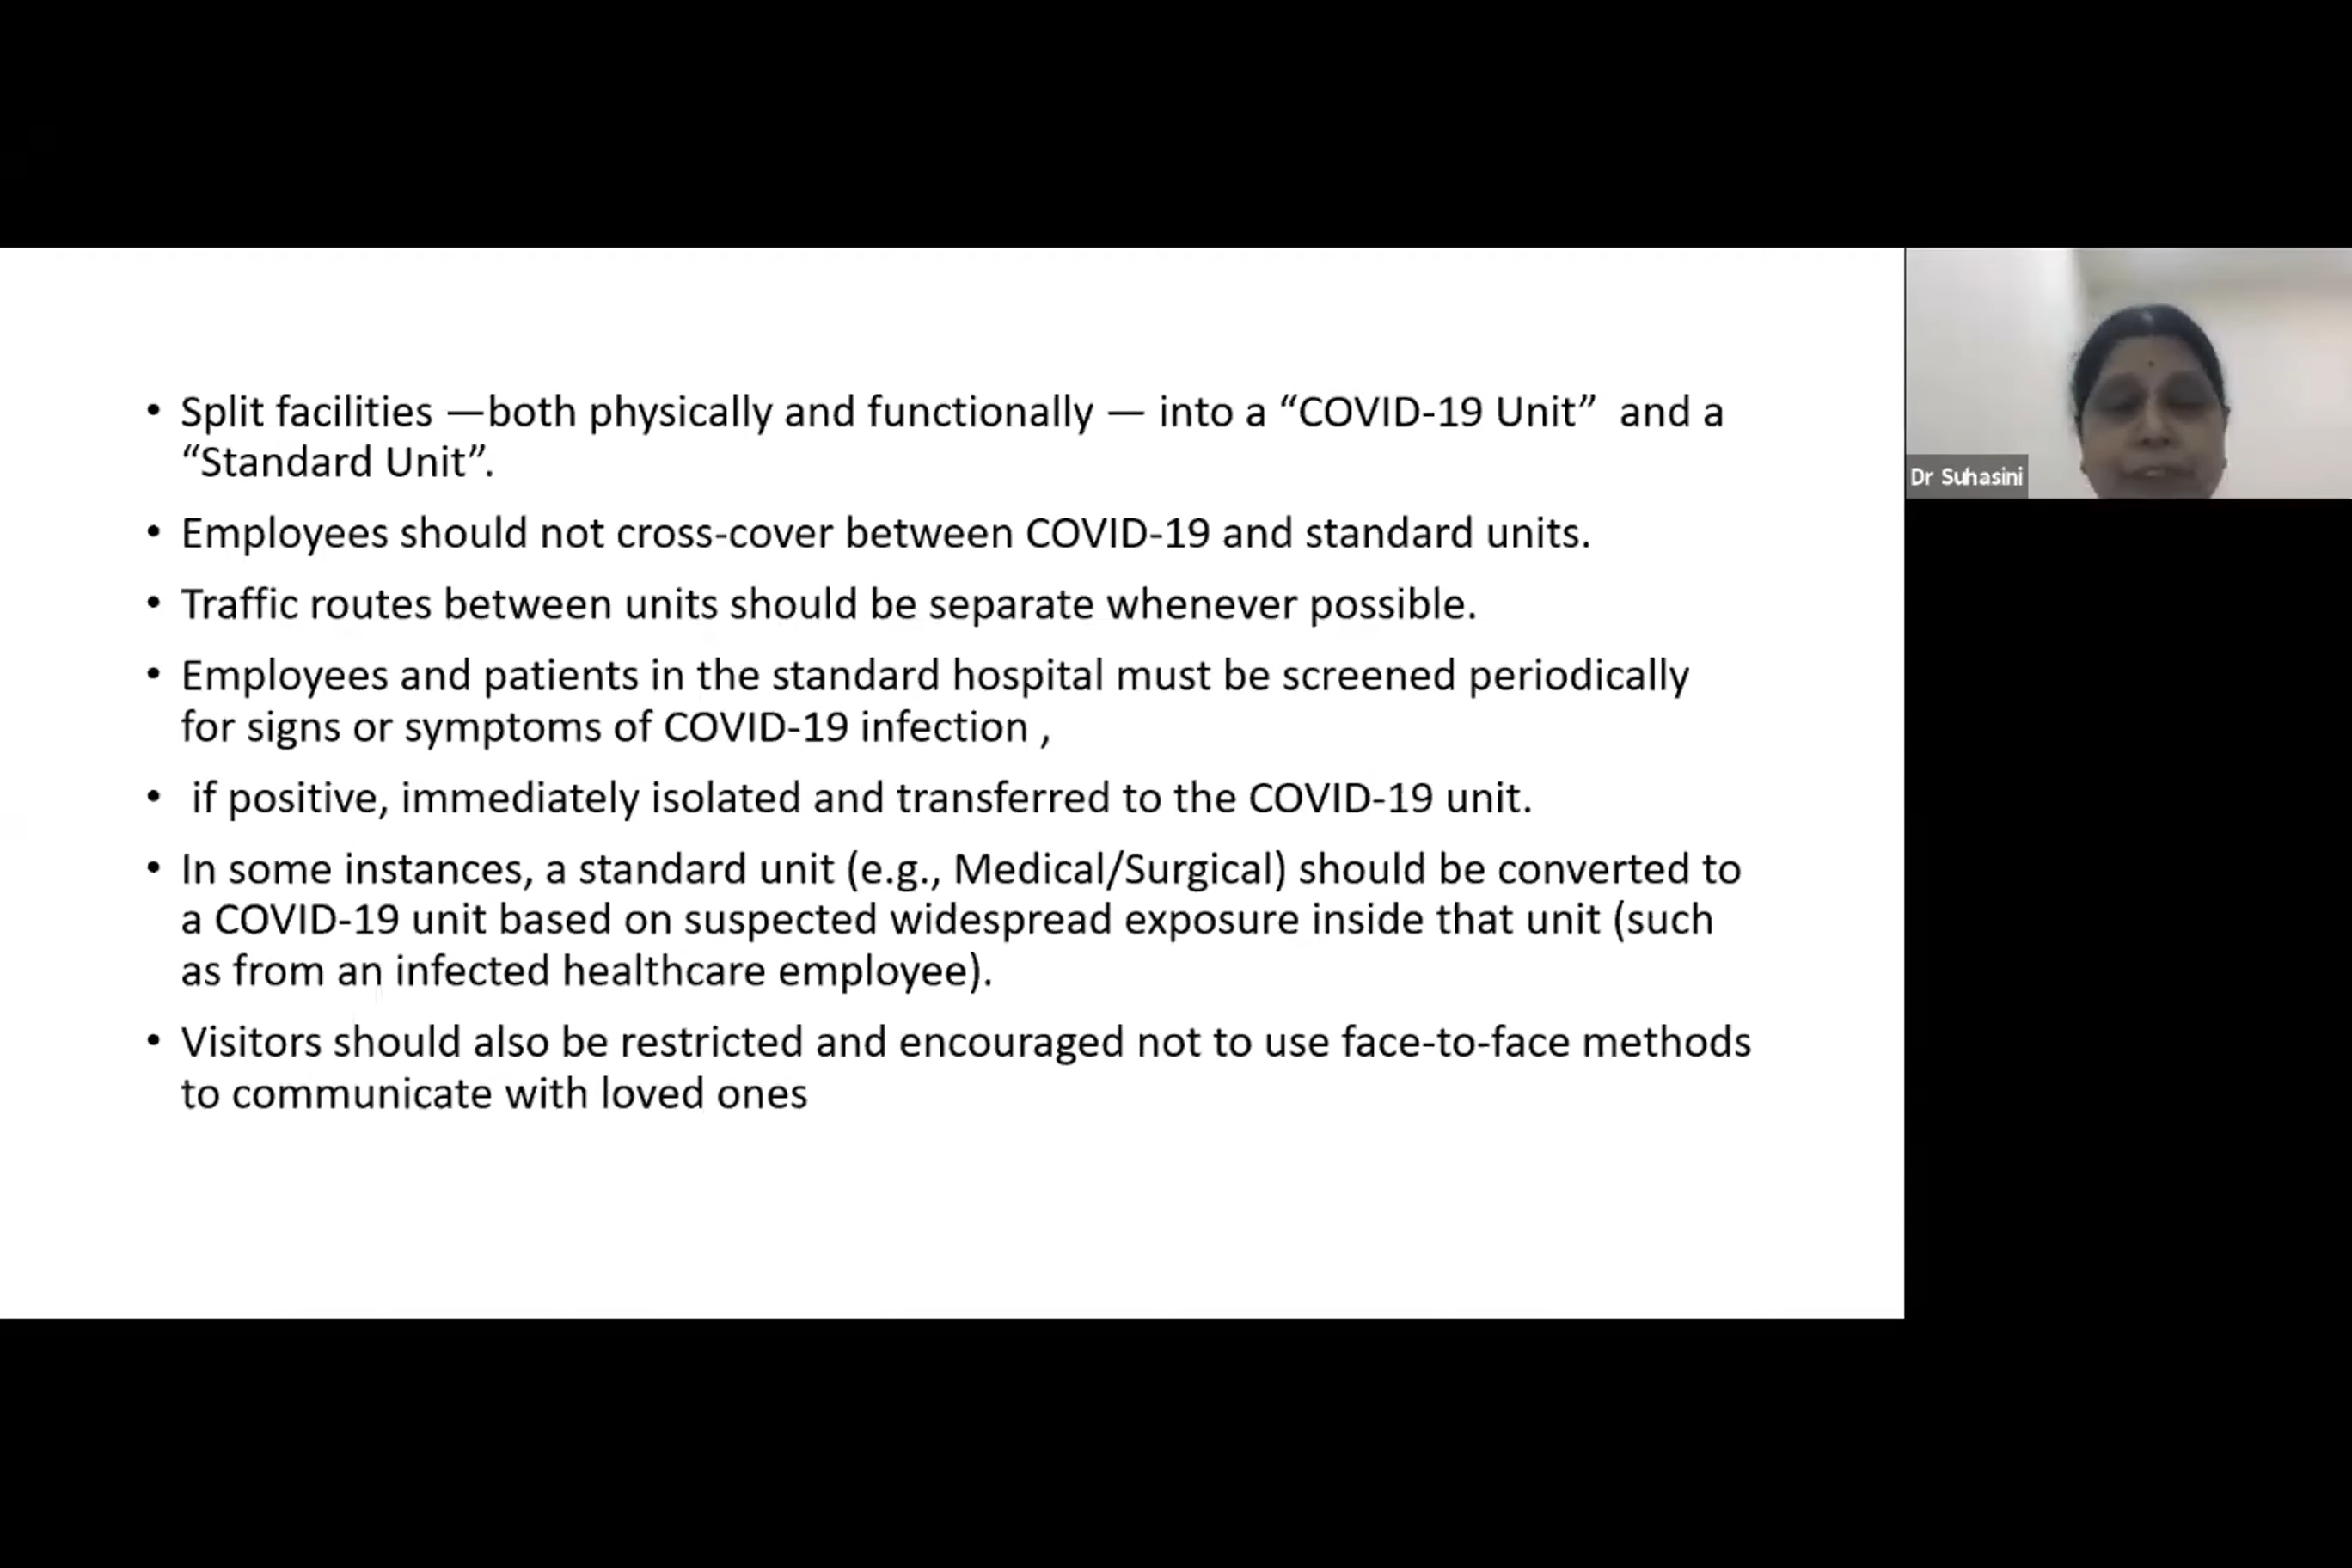 • Split facilities —both physically and functionally — into a “COVID-19 Unit”  and a
“Standard Unit”.
• Employees should not cross-cover between COVID-19 and standard units.
• Traffic routes between units should be separate whenever possible.
• Employees and patients in the standard hospital must be screened periodically
for signs or symptoms of COVID-19 infection ,
•  if positive, immediately isolated and transferred to the COVID-19 unit.
• In some instances, a standard unit (e.g., Medical/Surgical) should be converted to
a COVID-19 unit based on suspected widespread exposure inside that unit (such
as from an infected healthcare employee).
• Visitors should also be restricted and encouraged not to use face-to-face methods
to communicate with loved ones
Dr Suhasini